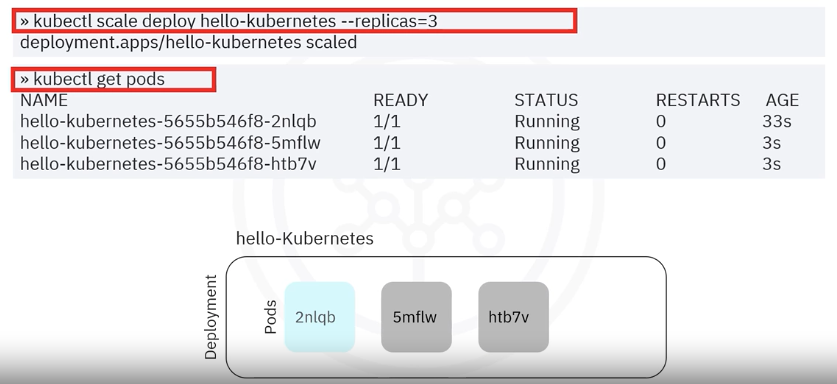 » kubectl scale deploy hello-kubernetes --replicas=3
deployment.apps/hello-kubernetes scaled
» kubectl get pods
NAME READY STATUS RESTARTS AGE
hello-kubernetes-5655b546f8-2nlqb 1/1 Running 0 33s
hello-kubernetes-5655b546f8-5mflw 1/1 Running 0 3s
hello-kubernetes-5655b546f8-htb7v 1/1 Running 0 3s
hello-Kubernetes
Deployment
Pods
2nlqb 5mflw htb7v